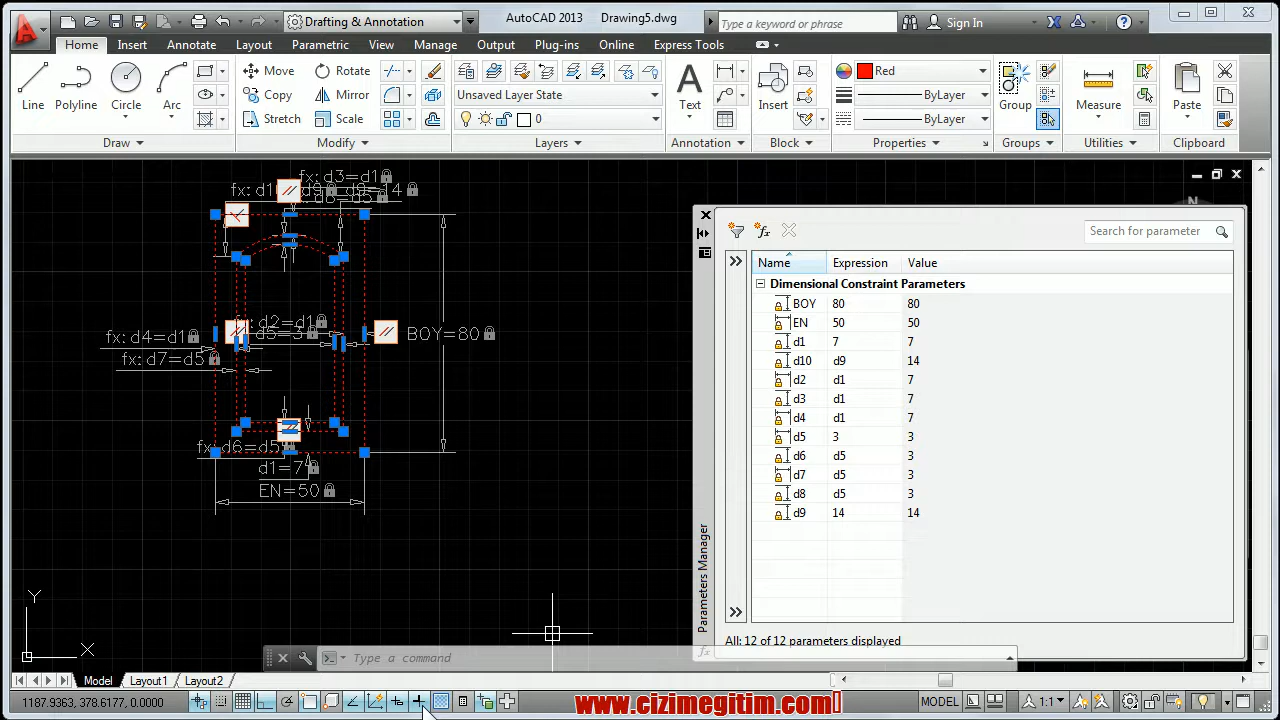 Drafting & Annotation
AutoCAD 2013
Drawing5.dwg
Type a keyword or phrase
Sign In
Home
Insert
Annotate
Layout
Parametric
View
Manage
Output
Plug-ins
Online
Express Tools
Line
Polyline
Circle
Arc
Move
Rotate
Copy
Mirror
Stretch
Scale
Unsaved Layer State
0
Text
Insert
Red
ByLayer
ByLayer
Group
Measure
Paste
Draw
Modify
Layers
Annotation
Block
Properties
Groups
Utilities
Clipboard
fx: d3=d1
fx: d4=d1
fx: d7=d5
fx: d2=d1
d5=3
BOY=80
fx: d6=d5
d1=7
EN=50
N
Search for parameter
Name Expression Value
Dimensional Constraint Parameters
BOY 80 80
EN 50 50
d1 7 7
d10 d9 14
d2 d1 7
d3 d1 7
d4 d1 7
d5 3 3
d6 d5 3
d7 d5 3
d8 d5 3
d9 14 14
Parameters Manager
All: 12 of 12 parameters displayed
Y
X
Type a command
Model
Layout1
Layout2
1187.9363, 378.6177, 0.0000
www.cizimegitim.com
MODEL
1:1